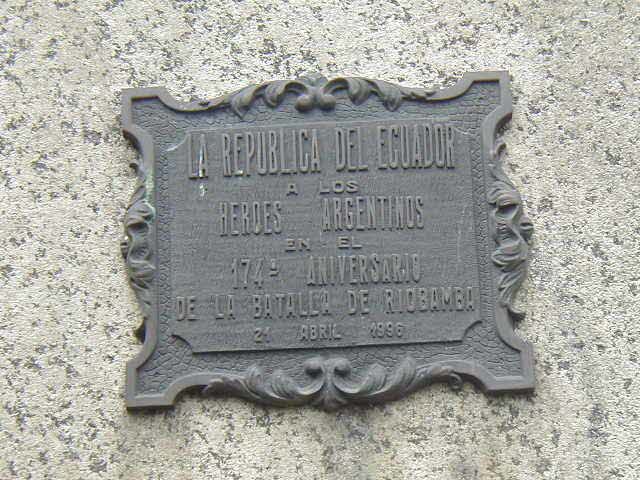 LA REPUBLICA DEL ECUADOR
A LOS
HEROES ARGENTINOS
EN EL
174º ANIVERSARIO
DE LA BATALLA DE RIOBAMBA
21 ABRIL 1996